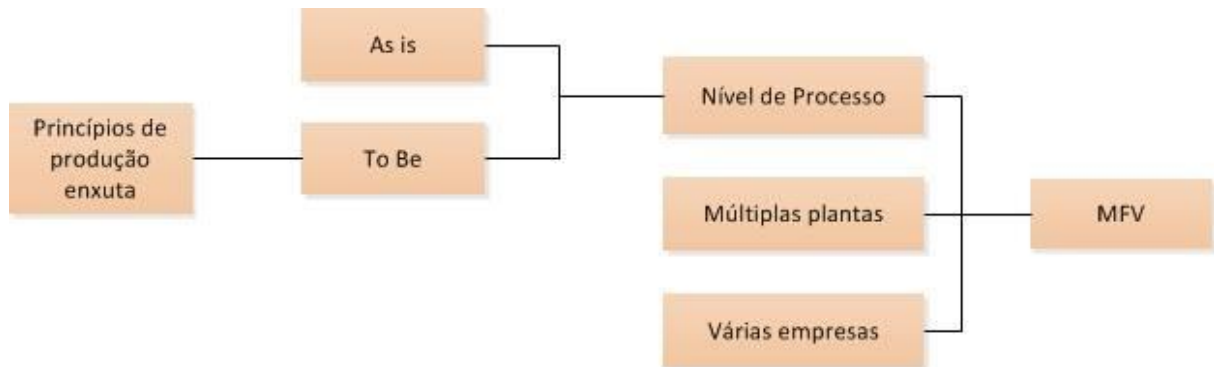 As is
Princípios de
produção
enxuta
To Be
Nível de Processo
Múltiplas plantas
Várias empresas
MFV